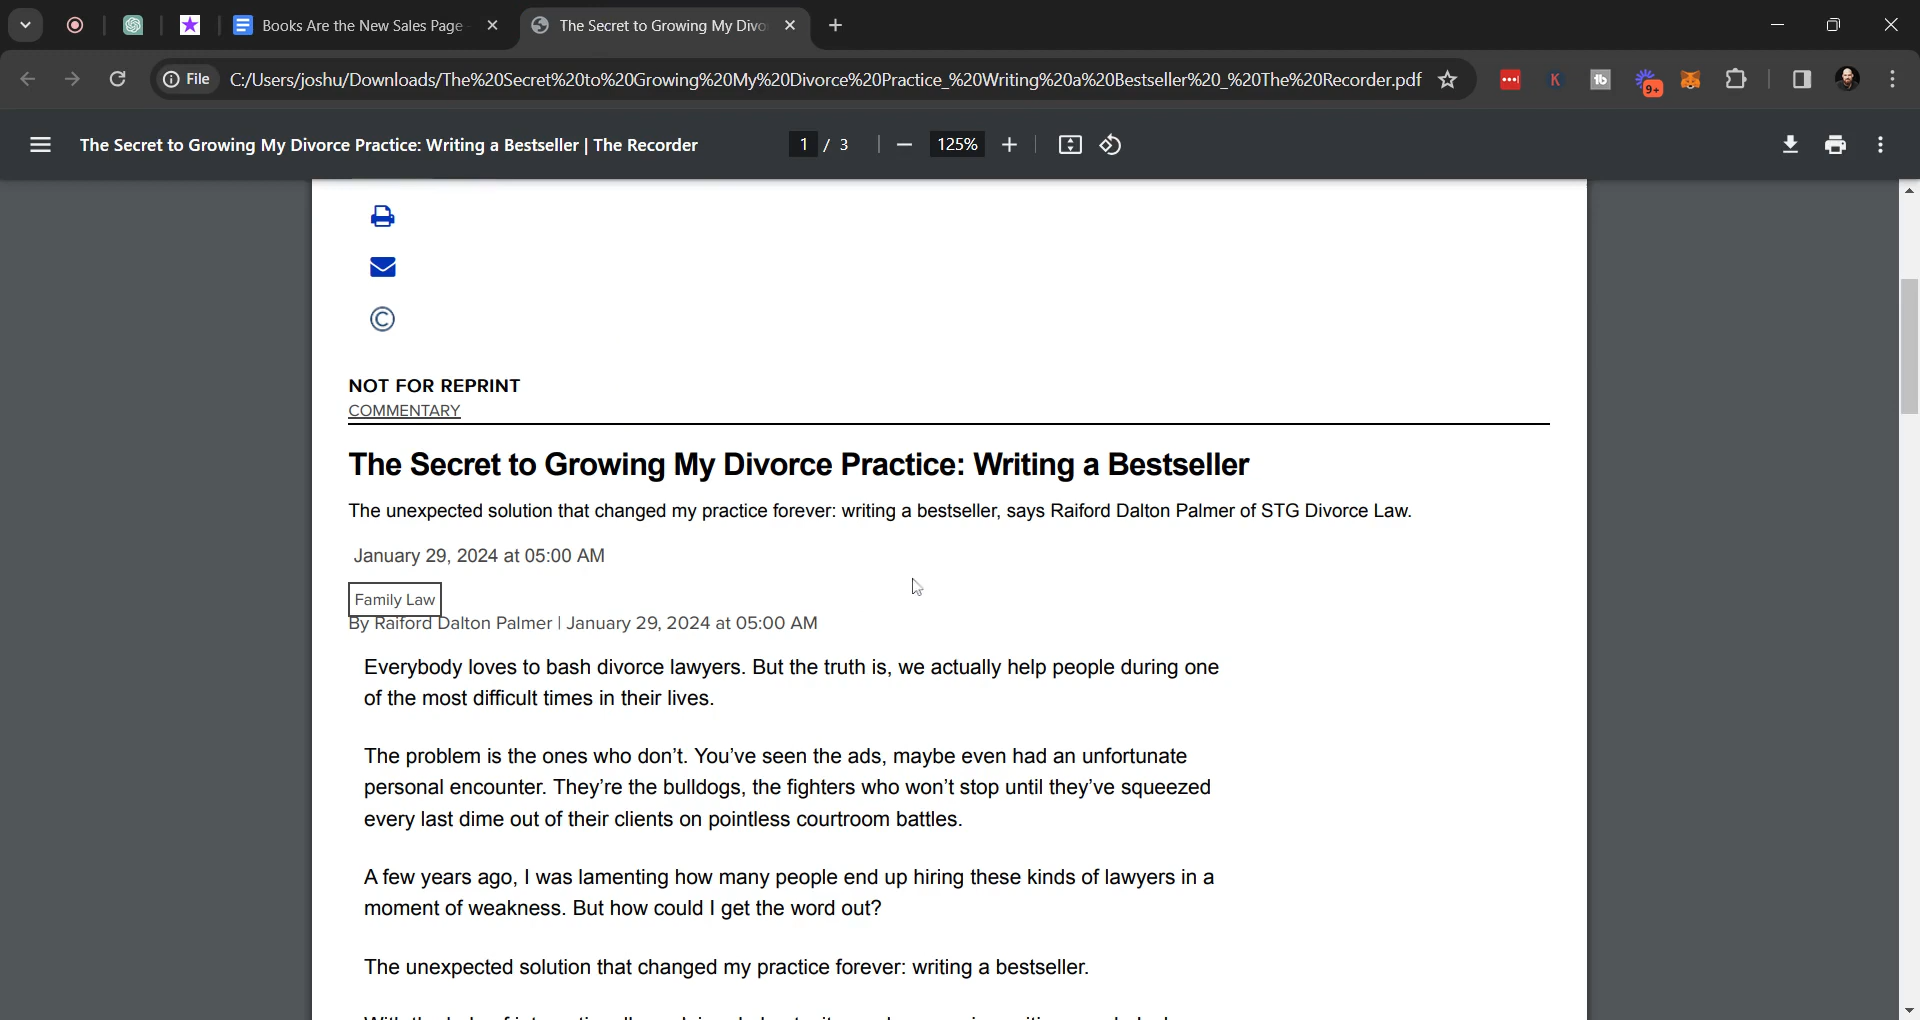 Books Are the New Sales Page
The Secret to Growing My Divo
File
C:/Users/joshu/Downloads/The%20Secret%20to%20Growing%20My%20Divorce%20Practice_%20Writing%20a%20Bestseller%20_%20The%20Recorder.pdf
K
16
9+
The Secret to Growing My Divorce Practice: Writing a Bestseller | The Recorder
1 / 3
125%
NOT FOR REPRINT
COMMENTARY
The Secret to Growing My Divorce Practice: Writing a Bestseller
The unexpected solution that changed my practice forever: writing a bestseller, says Raiford Dalton Palmer of STG Divorce Law.
January 29, 2024 at 05:00 AM
Family Law
By Raiford Dalton Palmer | January 29, 2024 at 05:00 AM
Everybody loves to bash divorce lawyers. But the truth is, we actually help people during one
of the most difficult times in their lives.
The problem is the ones who don’t. You’ve seen the ads, maybe even had an unfortunate
personal encounter. They’re the bulldogs, the fighters who won’t stop until they’ve squeezed
every last dime out of their clients on pointless courtroom battles.
A few years ago, I was lamenting how many people end up hiring these kinds of lawyers in a
moment of weakness. But how could I get the word out?
The unexpected solution that changed my practice forever: writing a bestseller.